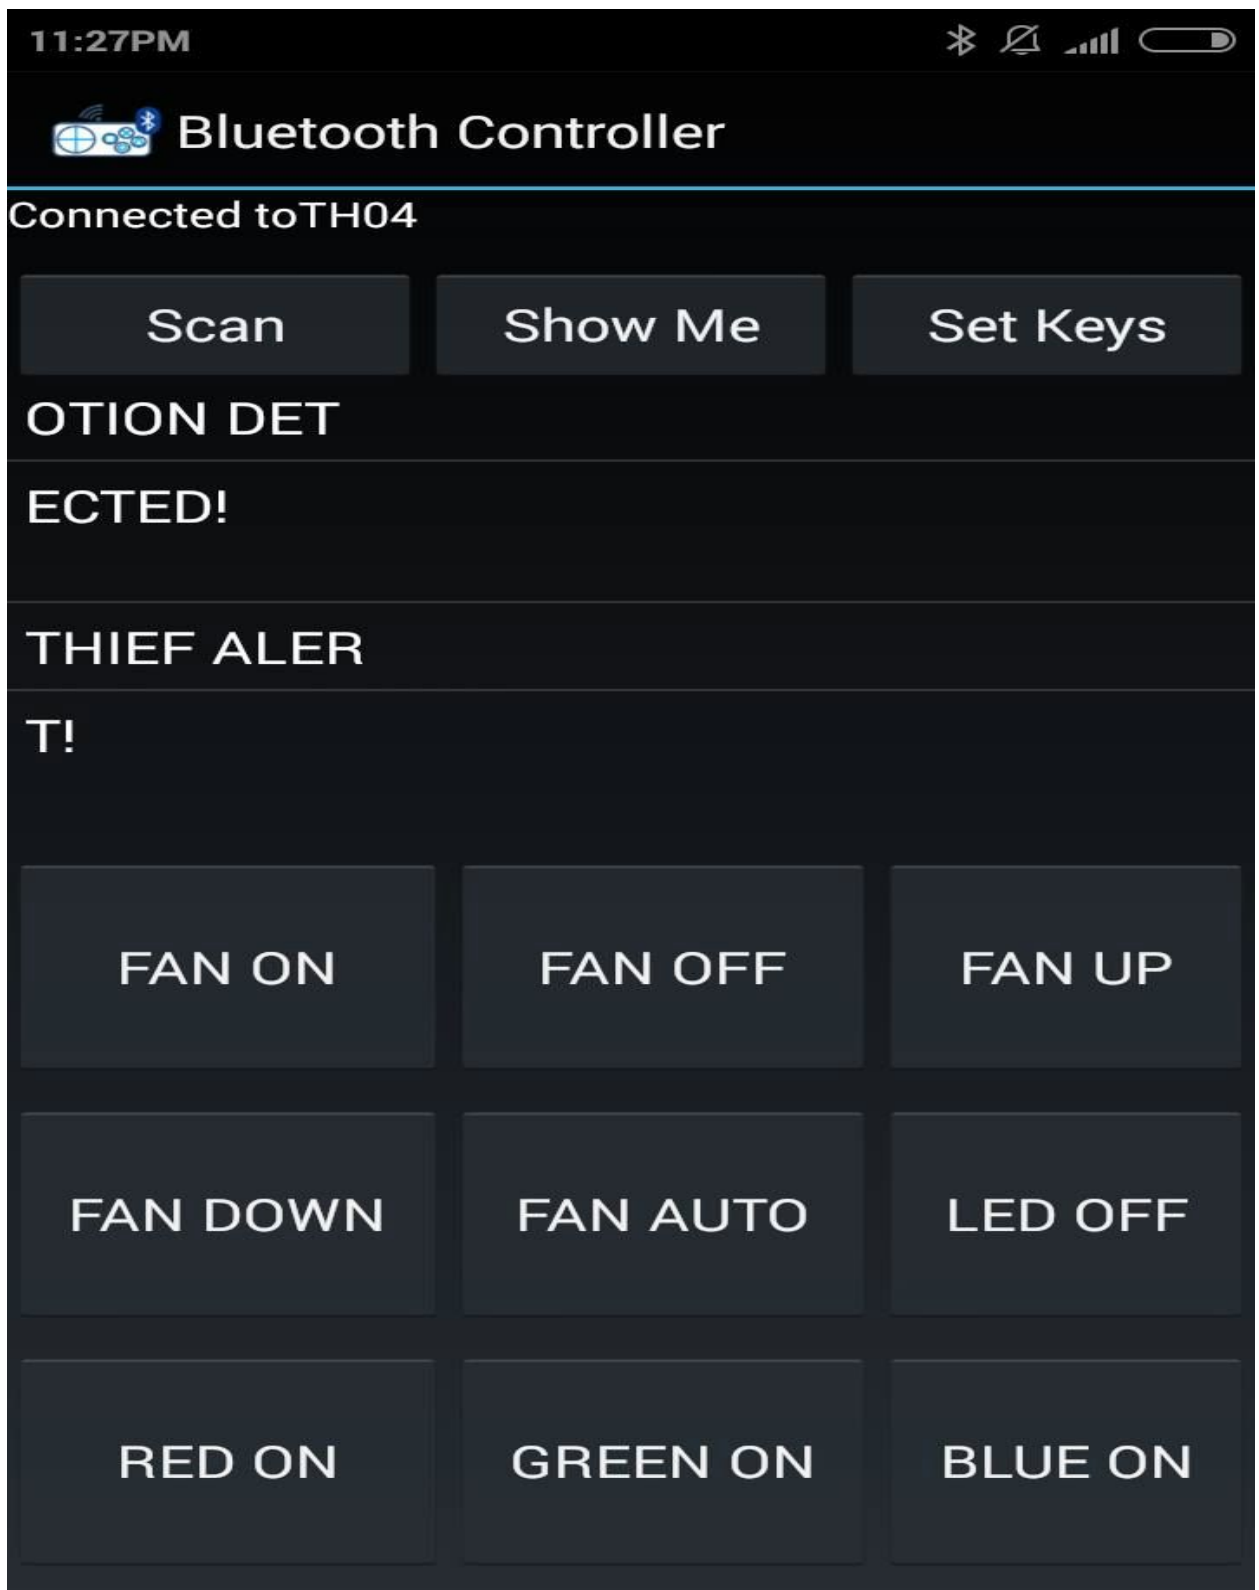 11:27PM
Bluetooth Controller
Connected toTH04
Scan Show Me Set Keys
OTION DET
ECTED!
THIEF ALER
T!
FAN ON FAN OFF FAN UP
FAN DOWN FAN AUTO LED OFF
RED ON GREEN ON BLUE ON